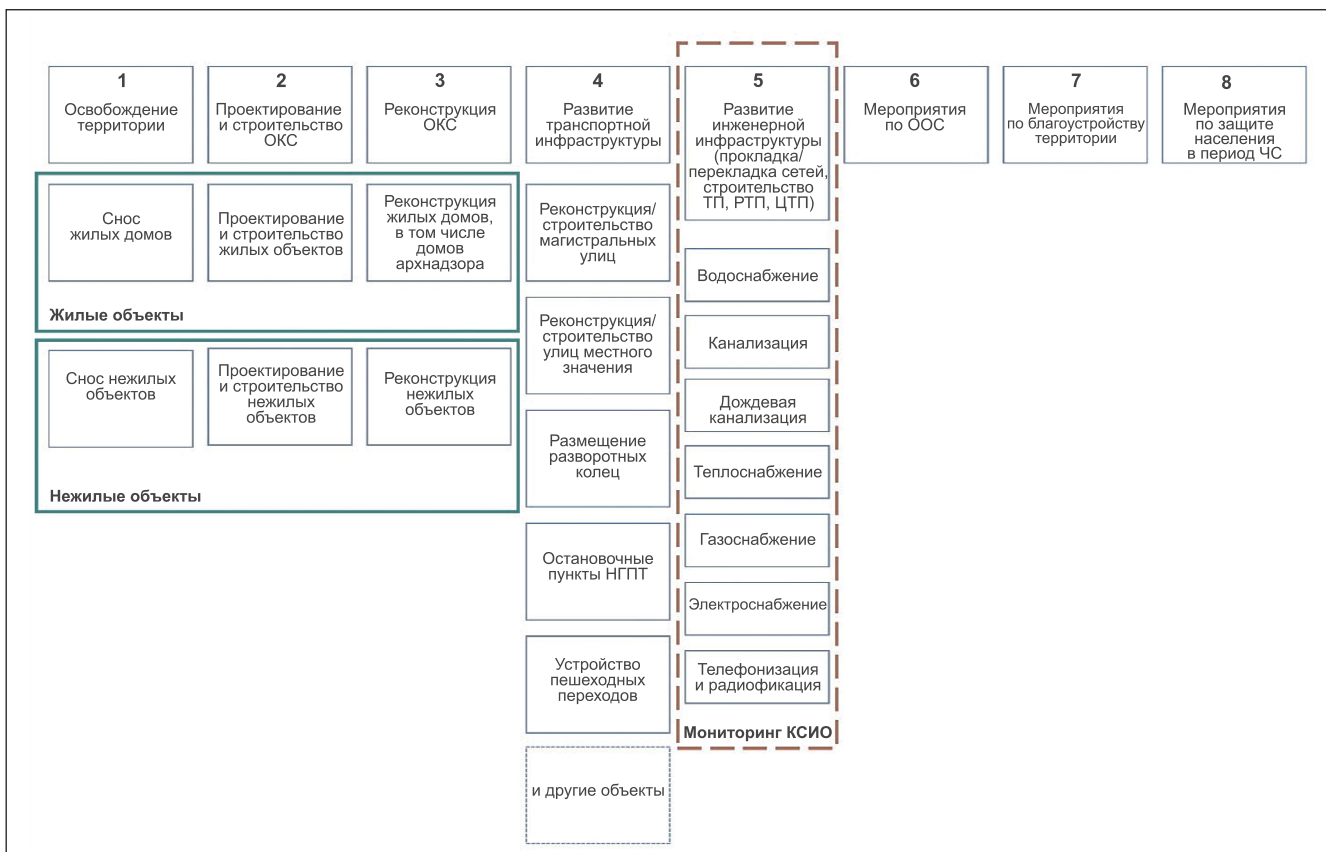 1
Освобождение
территории
2
Проектирование
и строительство
ОКС
3
Реконструкция
ОКС
4
Развитие
транспортной
инфраструктуры
5
Развитие
инженерной
инфраструктуры
(прокладка/
перекладка сетей,
строительство
ТП, РТП, ЦТП)
6
Мероприятия
по ООС
7
Мероприятия
по благоустройству
территории
8
Мероприятия
по защите
населения
в период ЧС
Снос
жилых домов
Проектирование
и строительство
жилых объектов
Реконструкция
жилых домов,
в том числе
домов
архнадзора
Жилые объекты
Снос нежилых
объектов
Проектирование
и строительство
нежилых
объектов
Реконструкция
нежилых
объектов
Нежилые объекты
Реконструкция/
строительство
магистральных
улиц
Реконструкция/
строительство
улиц местного
значения
Размещение
разворотных
колец
Остановочные
пункты НГПТ
Устройство
пешеходных
переходов
и другие объекты
Водоснабжение
Канализация
Дождевая
канализация
Теплоснабжение
Газоснабжение
Электроснабжение
Телефонизация
и радиофикация
Мониторинг КСИО